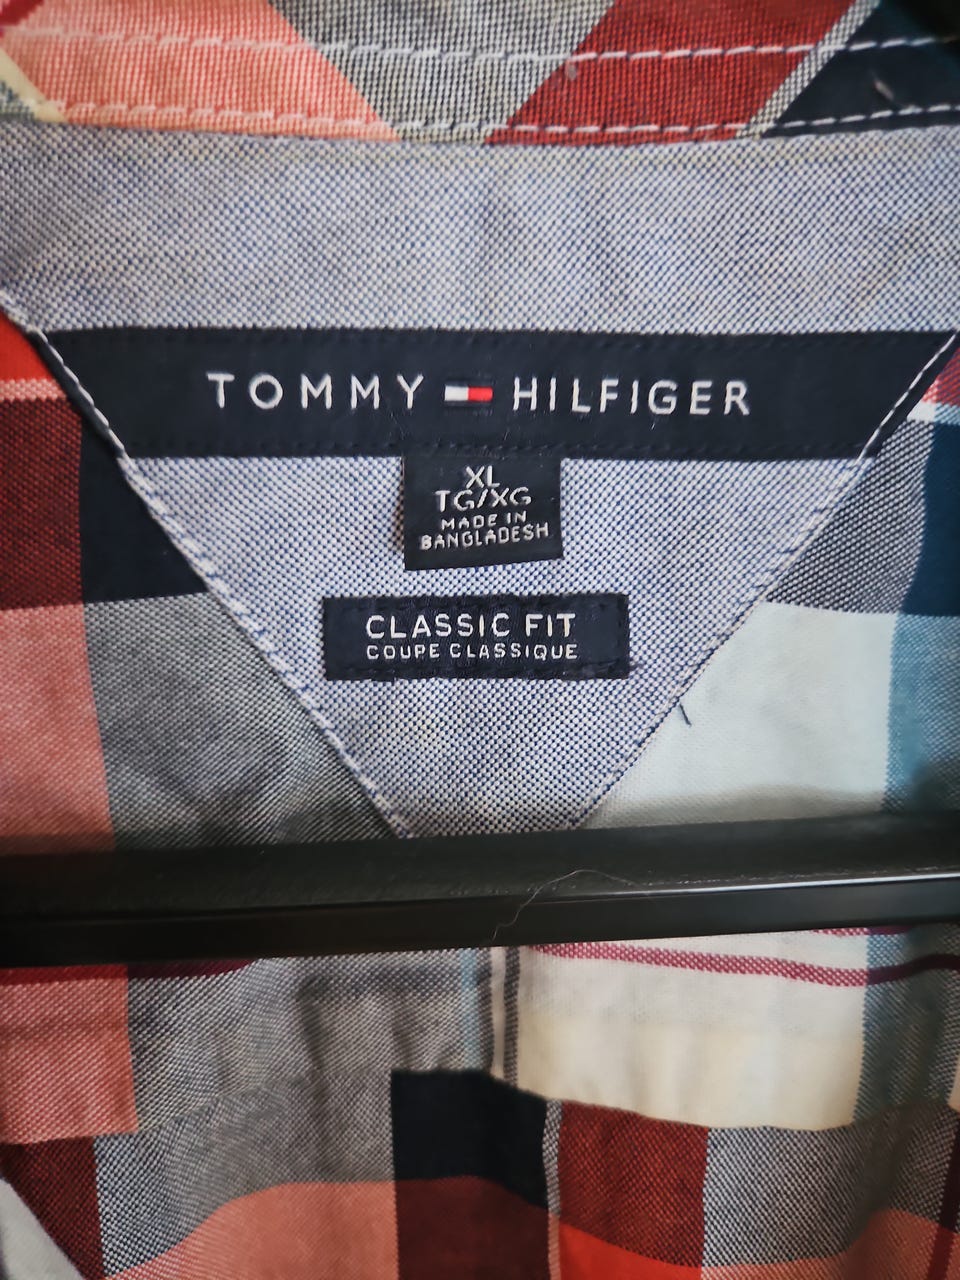 TOMMY HILFIGER
XL
TG/XG
MADE IN
BANGLADESH
CLASSIC FIT
COUPE CLASSIQUE